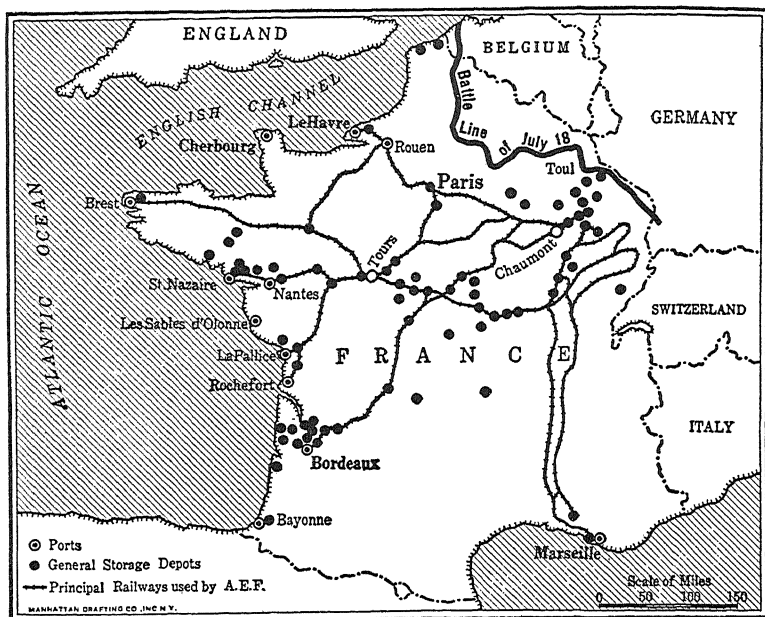 ENGLAND
BELGIUM
GERMANY
Battle Line of July 18
ENGLISH CHANNEL
LeHavre
Cherbourg
Rouen
Toul
Paris
Brest
ATLANTIC OCEAN
Tours
Chaumont
St. Nazaire
Nantes
SWITZERLAND
Les Sables d'Olonne
LaPallice
FRANCE
Rochefort
ITALY
Bordeaux
Bayonne
Marseille
Ports
General Storage Depots
Principal Railways used by A.E.F.
MANHATTAN DRAFTING CO., INC N.Y.
Scale of Miles
0 50 100 150